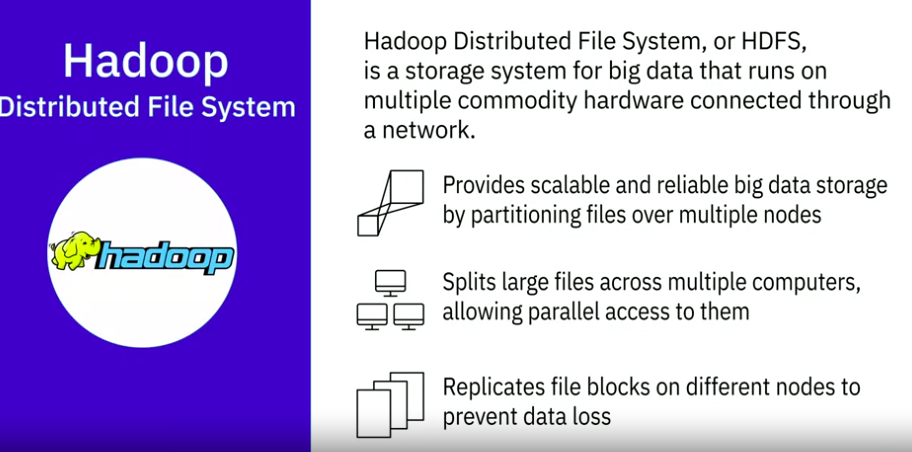 Hadoop
Distributed File System
hadoop
Hadoop Distributed File System, or HDFS,
is a storage system for big data that runs on
multiple commodity hardware connected through
a network.
Provides scalable and reliable big data storage
by partitioning files over multiple nodes
Splits large files across multiple computers,
allowing parallel access to them
Replicates file blocks on different nodes to
prevent data loss